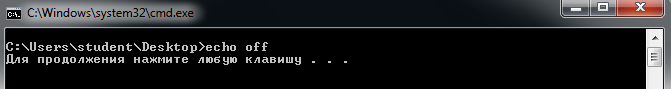 C:\Windows\system32\cmd.exe
C:\Users\student\Desktop>echo off
Для продолжения нажмите любую клавишу . . .